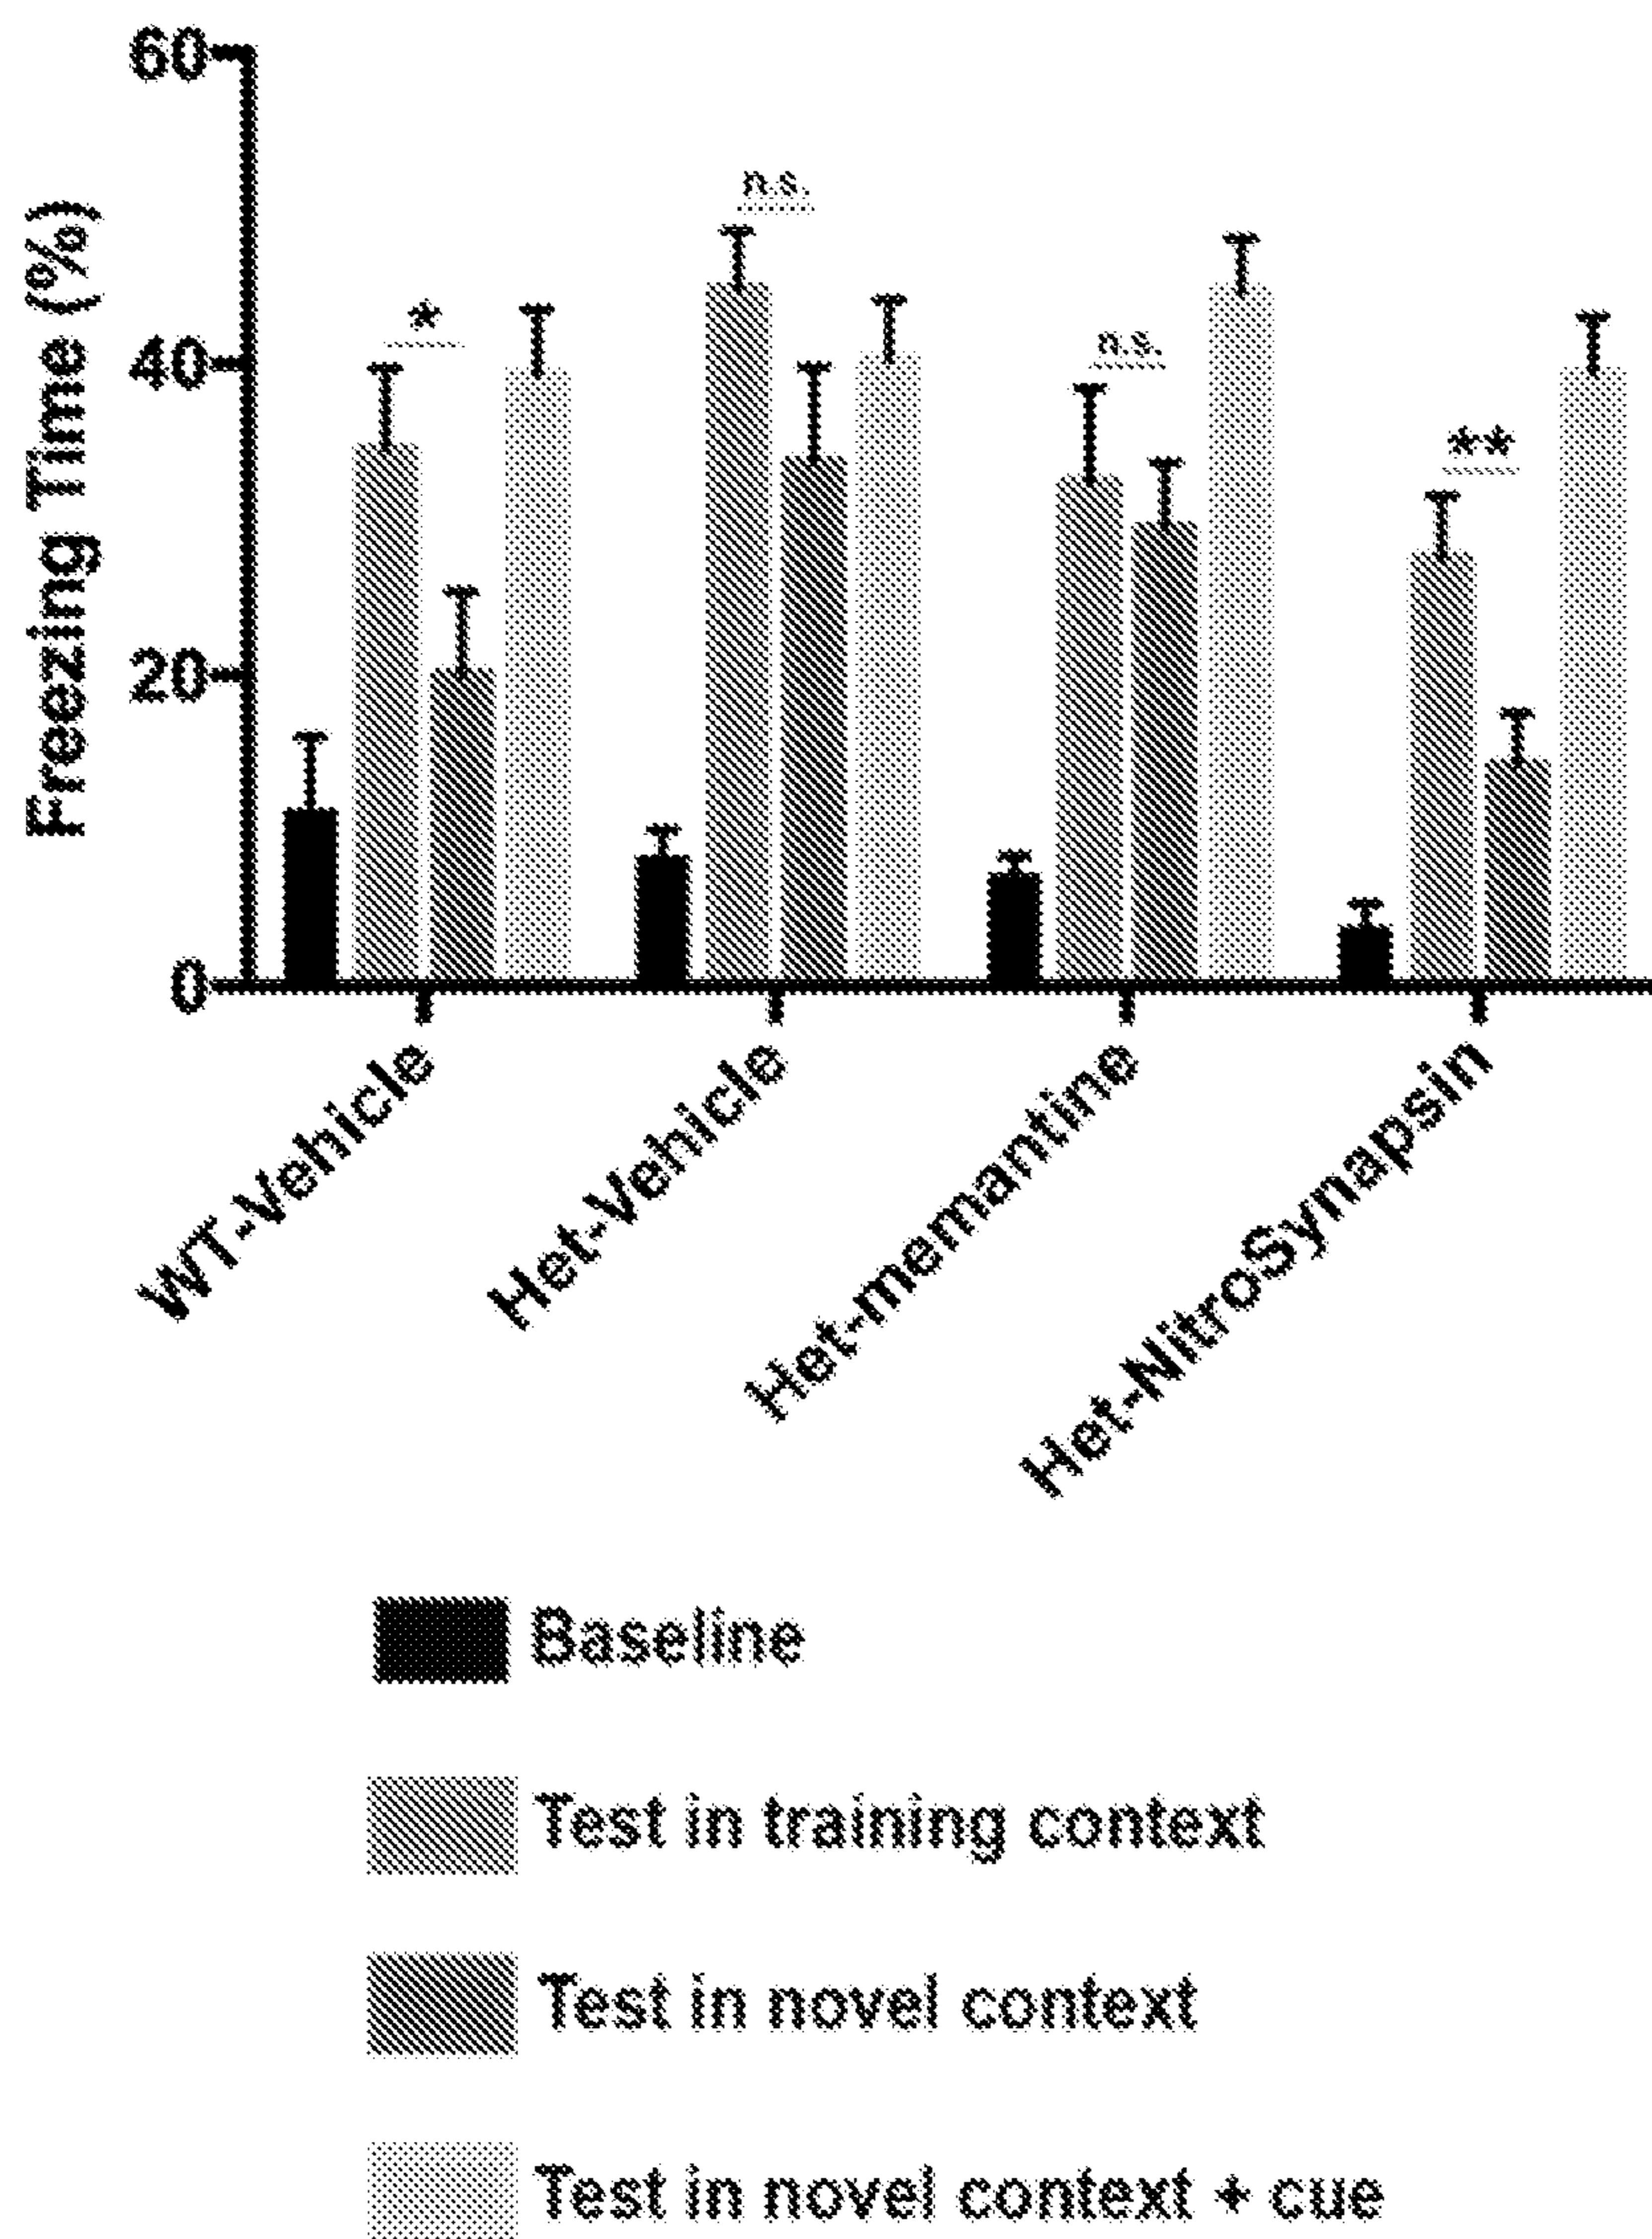 Freezing Time (%)
60
40
20
0
*
n.s.
n.s.
**
WT-Vehicle
Het-Vehicle
Het-memantine
Het-NitroSynapsin
Baseline
Test in training context
Test in novel context
Test in novel context + cue